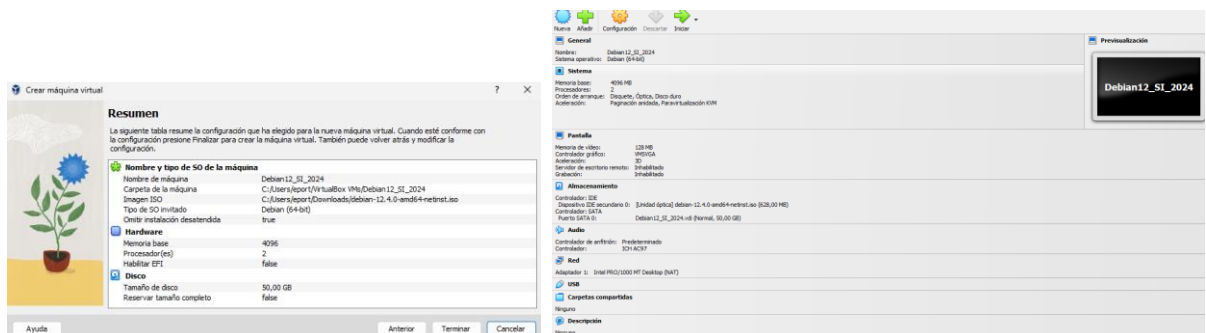 Crear máquina virtual
Resumen
La siguiente tabla resume la configuración que ha elegido para la nueva máquina virtual. Cuando esté conforme con
la configuración presione Finalizar para crear la máquina virtual. También puede volver atrás y modificar la
configuración.
Nombre y tipo de SO de la máquina
Nombre de máquina Debian12_SI_2024
Carpeta de la máquina C:/Users/eport/VirtualBox VMs/Debian12_SI_2024
Imagen ISO C:/Users/eport/Downloads/debian-12.4.0-amd64-netinst.iso
Tipo de SO invitado Debian (64-bit)
Omitir instalación desatendida true
Hardware
Memoria base 4096
Procesador(es) 2
Habilitar EFI false
Disco
Tamaño de disco 50,00 GB
Reservar tamaño completo false
Ayuda Anterior Terminar Cancelar
Nueva Añadir Configuración Descartar Iniciar
General
Nombre: Debian12_SI_2024
Sistema operativo: Debian (64-bit)
Sistema
Memoria base: 4096 MB
Procesadores: 2
Orden de arranque: Disquete, Óptica, Disco duro
Aceleración: Paginación anidada, Paravirtualización KVM
Pantalla
Memoria de vídeo: 128 MB
Controlador gráfico: VMSVGA
Aceleración: 3D
Servidor de escritorio remoto: Inhabilitado
Grabación: Inhabilitado
Almacenamiento
Controlador: IDE
Dispositivo IDE secundario 0: [Unidad óptica] debian-12.4.0-amd64-netinst.iso (628,00 MB)
Controlador: SATA
Puerto SATA 0: Debian12_SI_2024.vdi (Normal, 50,00 GB)
Audio
Controlador de anfitrión: Predeterminado
Controlador: ICH AC97
Red
Adaptador 1: Intel PRO/1000 MT Desktop (NAT)
USB
Carpetas compartidas
Ninguno
Descripción
Ninguno
Previsualización
Debian12_SI_2024